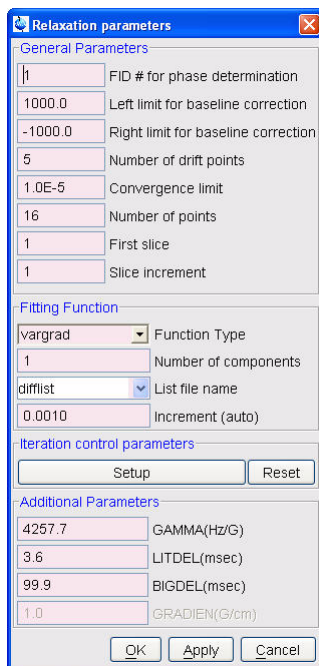 Relaxation parameters
General Parameters
1 FID # for phase determination
1000.0 Left limit for baseline correction
-1000.0 Right limit for baseline correction
5 Number of drift points
1.0E-5 Convergence limit
16 Number of points
1 First slice
1 Slice increment
Fitting Function
vargrad Function Type
1 Number of components
difflist List file name
0.0010 Increment (auto)
Iteration control parameters
Setup Reset
Additional Parameters
4257.7 GAMMA(Hz/G)
3.6 LITDEL(msec)
99.9 BIGDEL(msec)
1.0 GRADIEN(G/cm)
OK Apply Cancel